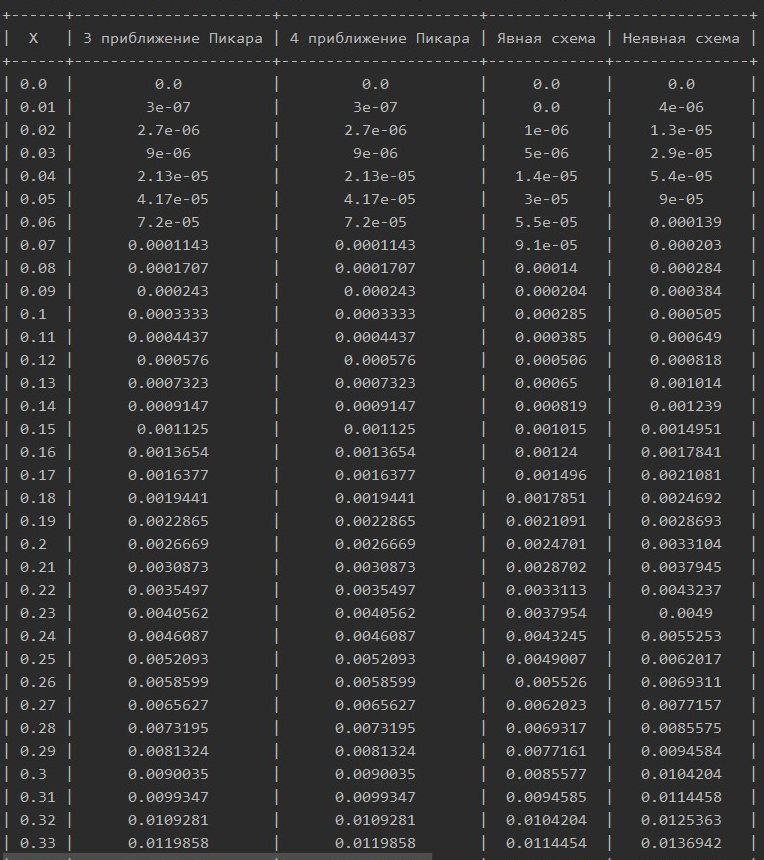 +------+----------------------+----------------------+-------------+---------------+
| X | 3 приближение Пикара | 4 приближение Пикара | Явная схема | Неявная схема |
+------+----------------------+----------------------+-------------+---------------+
| 0.0 | 0.0 | 0.0 | 0.0 | 0.0 |
| 0.01 | 3e-07 | 3e-07 | 0.0 | 4e-06 |
| 0.02 | 2.7e-06 | 2.7e-06 | 1e-06 | 1.3e-05 |
| 0.03 | 9e-06 | 9e-06 | 5e-06 | 2.9e-05 |
| 0.04 | 2.13e-05 | 2.13e-05 | 1.4e-05 | 5.4e-05 |
| 0.05 | 4.17e-05 | 4.17e-05 | 3e-05 | 9e-05 |
| 0.06 | 7.2e-05 | 7.2e-05 | 5.5e-05 | 0.000139 |
| 0.07 | 0.0001143 | 0.0001143 | 9.1e-05 | 0.000203 |
| 0.08 | 0.0001707 | 0.0001707 | 0.00014 | 0.000284 |
| 0.09 | 0.000243 | 0.000243 | 0.000204 | 0.000384 |
| 0.1 | 0.0003333 | 0.0003333 | 0.000285 | 0.000505 |
| 0.11 | 0.0004437 | 0.0004437 | 0.000385 | 0.000649 |
| 0.12 | 0.000576 | 0.000576 | 0.000506 | 0.000818 |
| 0.13 | 0.0007323 | 0.0007323 | 0.00065 | 0.001014 |
| 0.14 | 0.0009147 | 0.0009147 | 0.000819 | 0.001239 |
| 0.15 | 0.001125 | 0.001125 | 0.001015 | 0.0014951 |
| 0.16 | 0.0013654 | 0.0013654 | 0.00124 | 0.0017841 |
| 0.17 | 0.0016377 | 0.0016377 | 0.001496 | 0.0021081 |
| 0.18 | 0.0019441 | 0.0019441 | 0.0017851 | 0.0024692 |
| 0.19 | 0.0022865 | 0.0022865 | 0.0021091 | 0.0028693 |
| 0.2 | 0.0026669 | 0.0026669 | 0.0024701 | 0.0033104 |
| 0.21 | 0.0030873 | 0.0030873 | 0.0028702 | 0.0037945 |
| 0.22 | 0.0035497 | 0.0035497 | 0.0033113 | 0.0043237 |
| 0.23 | 0.0040562 | 0.0040562 | 0.0037954 | 0.0049 |
| 0.24 | 0.0046087 | 0.0046087 | 0.0043245 | 0.0055253 |
| 0.25 | 0.0052093 | 0.0052093 | 0.0049007 | 0.0062017 |
| 0.26 | 0.0058599 | 0.0058599 | 0.005526 | 0.0069311 |
| 0.27 | 0.0065627 | 0.0065627 | 0.0062023 | 0.0077157 |
| 0.28 | 0.0073195 | 0.0073195 | 0.0069317 | 0.0085575 |
| 0.29 | 0.0081324 | 0.0081324 | 0.0077161 | 0.0094584 |
| 0.3 | 0.0090035 | 0.0090035 | 0.0085577 | 0.0104204 |
| 0.31 | 0.0099347 | 0.0099347 | 0.0094585 | 0.0114458 |
| 0.32 | 0.0109281 | 0.0109281 | 0.0104204 | 0.0125363 |
| 0.33 | 0.0119858 | 0.0119858 | 0.0114454 | 0.0136942 |